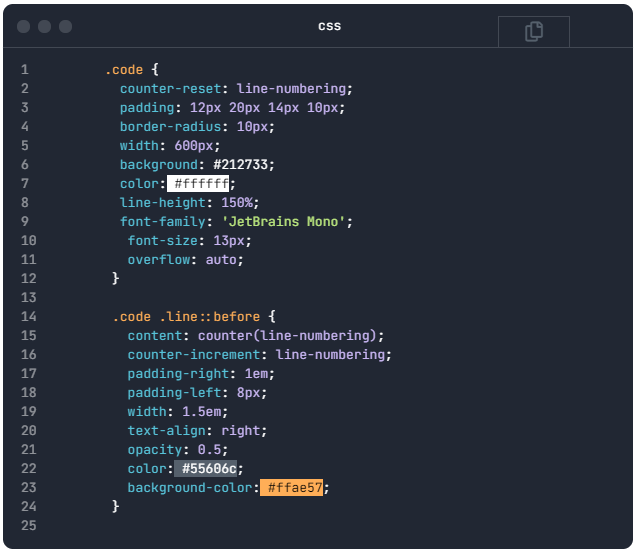 css
1 .code {
2 counter-reset: line-numbering;
3 padding: 12px 20px 14px 10px;
4 border-radius: 10px;
5 width: 600px;
6 background: #212733;
7 color: #ffffff;
8 line-height: 150%;
9 font-family: 'JetBrains Mono';
10 font-size: 13px;
11 overflow: auto;
12 }
13
14 .code .line::before {
15 content: counter(line-numbering);
16 counter-increment: line-numbering;
17 padding-right: 1em;
18 padding-left: 8px;
19 width: 1.5em;
20 text-align: right;
21 opacity: 0.5;
22 color: #55606c;
23 background-color: #ffae57;
24 }
25